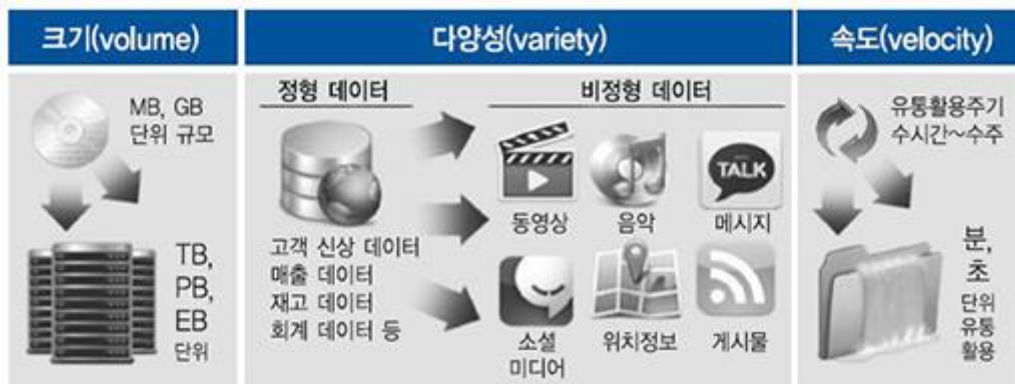 크기(volume)
MB, GB
단위 규모
TB,
PB,
EB
단위
다양성(variety)
정형 데이터
고객 신상 데이터
매출 데이터
재고 데이터
회계 데이터 등
비정형 데이터
동영상
음악
TALK
메시지
소셜
미디어
위치정보
게시물
속도(velocity)
유통활용주기
수시간~수주
분,
초
단위
유통
활용